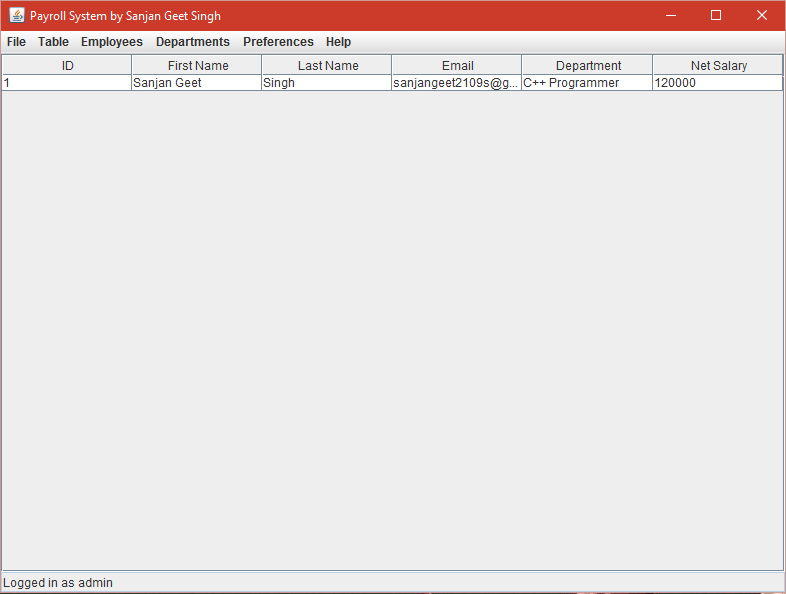 Payroll System by Sanjan Geet Singh
File Table Employees Departments Preferences Help
ID First Name Last Name Email Department Net Salary
1 Sanjan Geet Singh sanjangeet2109s@g... C++ Programmer 120000
Logged in as admin